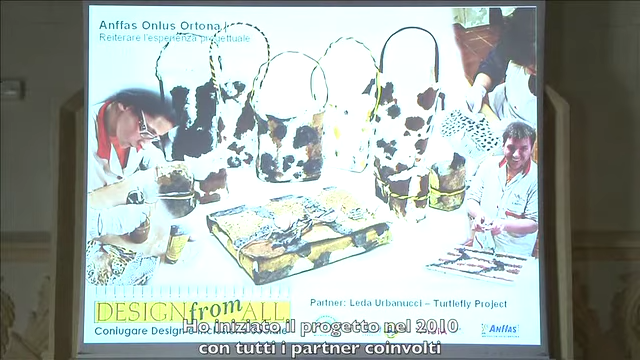 Anffas Onlus Ortona
Reiterare l'esperienza progettuale
DESIGN from ALL
Partner: Leda Urbanucci – Turtlefly Project
Coniugare Design
Anffas
Ho iniziato il progetto nel 2010
con tutti i partner coinvolti